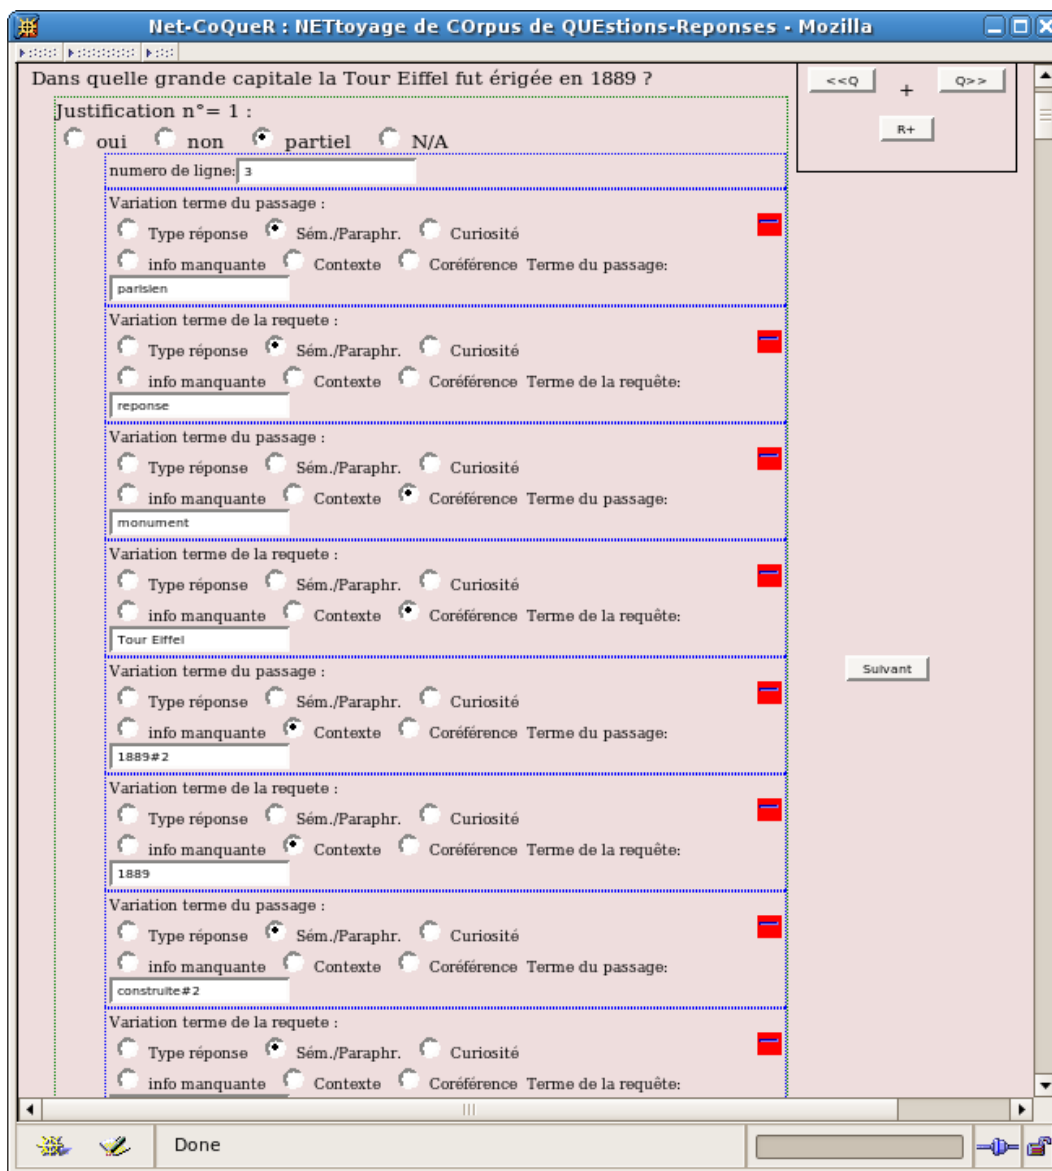 Net-CoQueR : NETtoyage de COrpus de QUEstions-Reponses - Mozilla
Dans quelle grande capitale la Tour Eiffel fut érigée en 1889 ?
<<Q + Q>>
R+
Justification n°= 1 :
oui non partiel N/A
numero de ligne: 3
Variation terme du passage :
Type réponse Sém./Paraphr. Curiosité
info manquante Contexte Coréférence Terme du passage:
parisien
Variation terme de la requete :
Type réponse Sém./Paraphr. Curiosité
info manquante Contexte Coréférence Terme de la requête:
reponse
Variation terme du passage :
Type réponse Sém./Paraphr. Curiosité
info manquante Contexte Coréférence Terme du passage:
monument
Variation terme de la requete :
Type réponse Sém./Paraphr. Curiosité
info manquante Contexte Coréférence Terme de la requête:
Tour Eiffel
Variation terme du passage :
Suivant
Type réponse Sém./Paraphr. Curiosité
info manquante Contexte Coréférence Terme du passage:
1889#2
Variation terme de la requete :
Type réponse Sém./Paraphr. Curiosité
info manquante Contexte Coréférence Terme de la requête:
1889
Variation terme du passage :
Type réponse Sém./Paraphr. Curiosité
info manquante Contexte Coréférence Terme du passage:
construite#2
Variation terme de la requete :
Type réponse Sém./Paraphr. Curiosité
info manquante Contexte Coréférence Terme de la requête:
Done